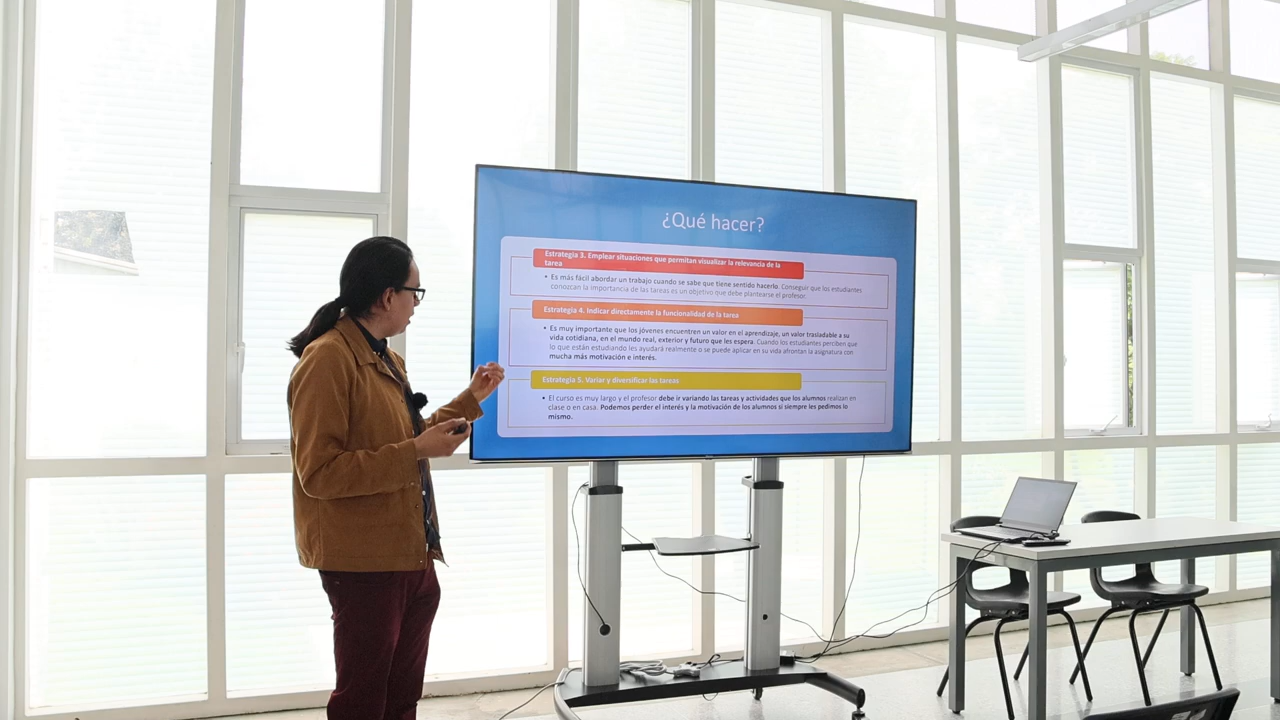 ¿Qué hacer?
Estrategia 3. Emplear situaciones que permitan visualizar la relevancia de la
tarea
• Es más fácil abordar un trabajo cuando se sabe que tiene sentido hacerlo. Conseguir que los estudiantes
conozcan la importancia de las tareas es un objetivo que debe plantearse el profesor.
Estrategia 4. Indicar directamente la funcionalidad de la tarea
• Es muy importante que los jóvenes encuentren un valor en el aprendizaje, un valor trasladable a su
vida cotidiana, en el mundo real, exterior y futuro que les espera. Cuando los estudiantes perciben que
lo que están estudiando les ayudará realmente o se puede aplicar en su vida afrontan la asignatura con
mucha más motivación e interés.
Estrategia 5. Variar y diversificar las tareas
• El curso es muy largo y el profesor debe ir variando las tareas y actividades que los alumnos realizan en
clase o en casa. Podemos perder el interés y la motivación de los alumnos si siempre les pedimos lo
mismo.